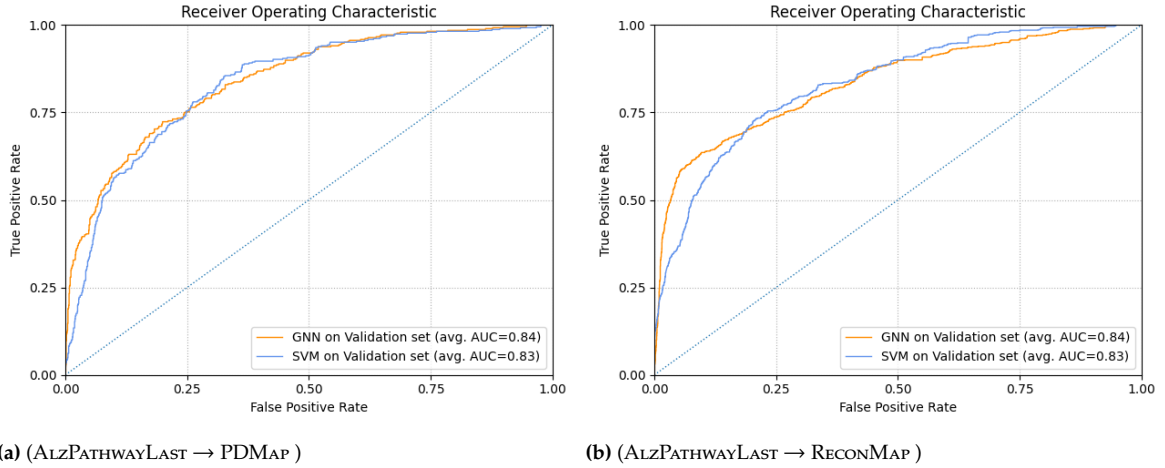 Receiver Operating Characteristic
1.00
0.75
0.50
0.25
0.00
True Positive Rate
GNN on Validation set (avg. AUC=0.84)
SVM on Validation set (avg. AUC=0.83)
0.00 0.25 0.50 0.75 1.00
False Positive Rate
(a) (AlzPathwayLast → PDMap )
Receiver Operating Characteristic
1.00
0.75
0.50
0.25
0.00
True Positive Rate
GNN on Validation set (avg. AUC=0.84)
SVM on Validation set (avg. AUC=0.83)
0.00 0.25 0.50 0.75 1.00
False Positive Rate
(b) (AlzPathwayLast → ReconMap )